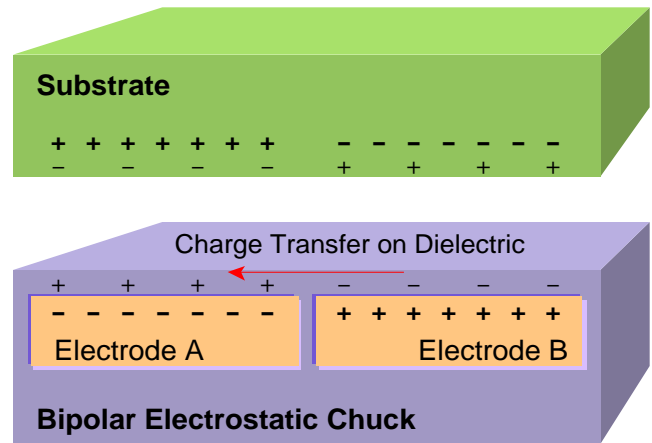 Substrate
+ + + + + + + − − − − − − −
− − − − + + + +
Charge Transfer on Dielectric
+ + + + − − − −
− − − − − − − + + + + + + +
Electrode A Electrode B
Bipolar Electrostatic Chuck